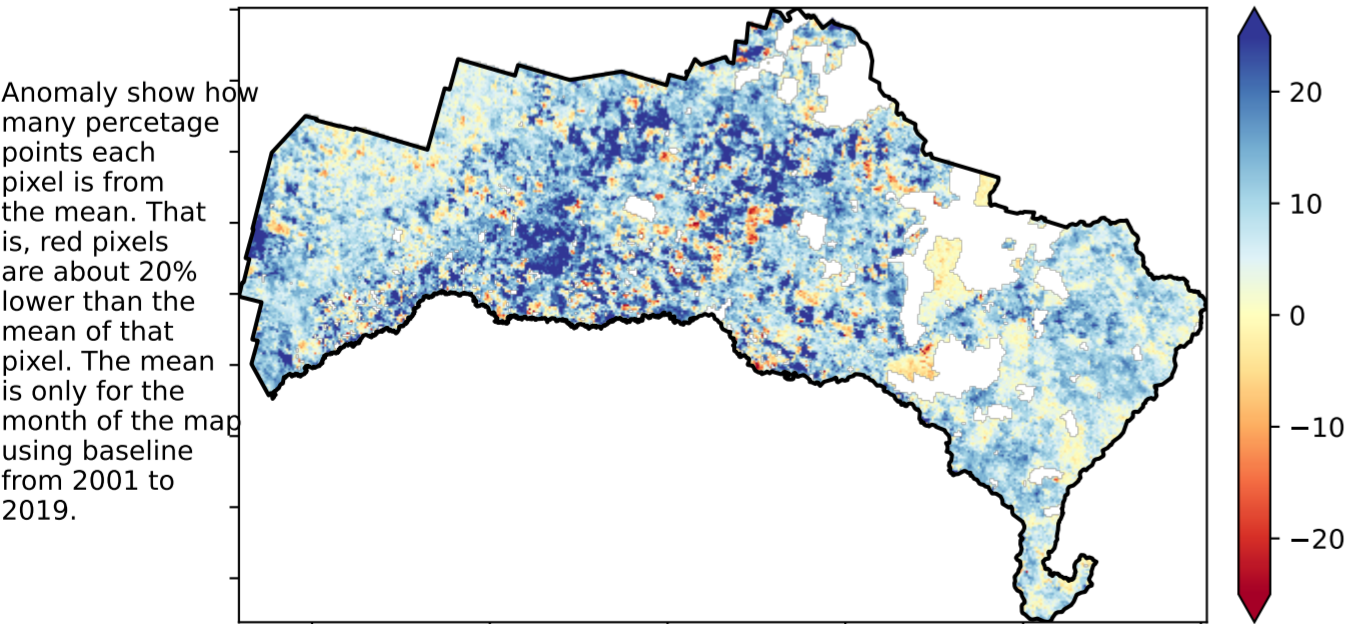 Anomaly show how
many percetage
points each
pixel is from
the mean. That
is, red pixels
are about 20%
lower than the
mean of that
pixel. The mean
is only for the
month of the map
using baseline
from 2001 to
2019.
20
10
0
−10
−20